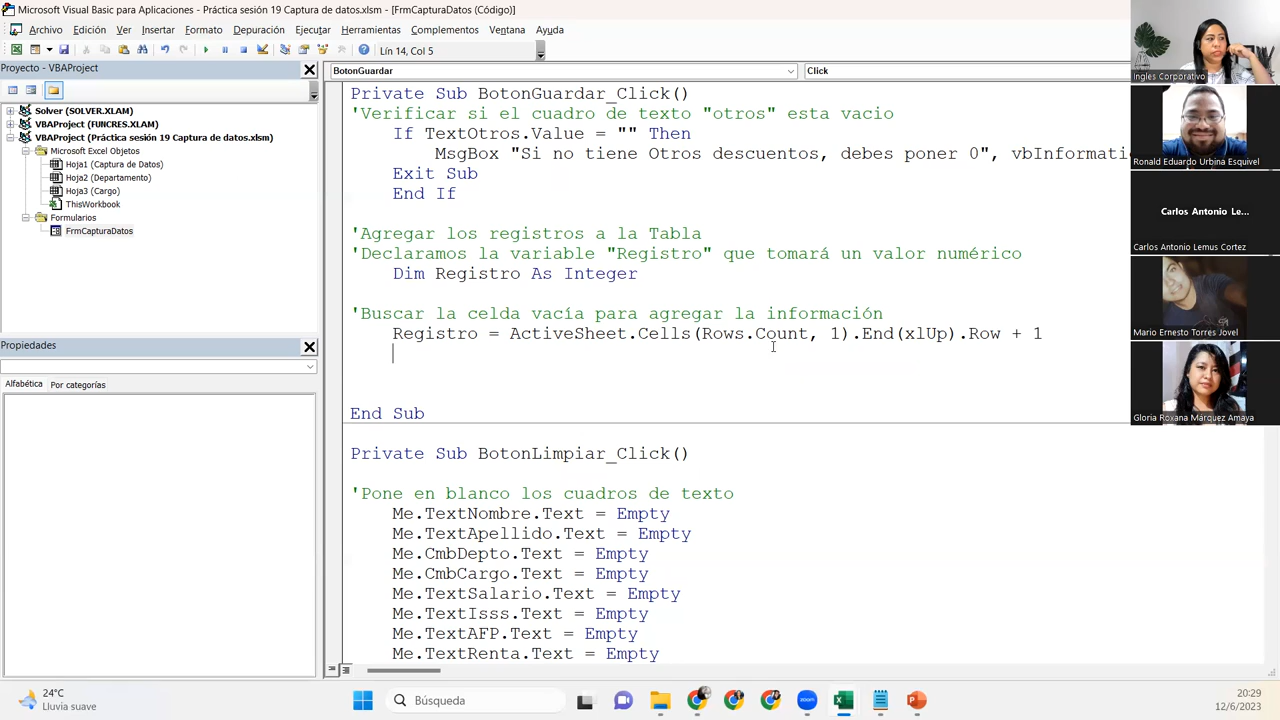 Microsoft Visual Basic para Aplicaciones - Práctica sesión 19 Captura de datos.xlsm - [FrmCapturaDatos (Código)]
Archivo Edición Ver Insertar Formato Depuración Ejecutar Herramientas Complementos Ventana Ayuda
Lín 14, Col 5
Proyecto - VBAProject
BotonGuardar Click
Solver (SOLVER.XLAM)
VBAProject (FUNCRES.XLAM)
VBAProject (Práctica sesión 19 Captura de datos.xlsm)
Microsoft Excel Objetos
Hoja1 (Captura de Datos)
Hoja2 (Departamento)
Hoja3 (Cargo)
ThisWorkbook
Formularios
FrmCapturaDatos
Propiedades
Alfabética Por categorías
Private Sub BotonGuardar_Click()
'Verificar si el cuadro de texto "otros" esta vacio
If TextOtros.Value = "" Then
MsgBox "Si no tiene Otros descuentos, debes poner 0", vbInformati
Exit Sub
End If
'Agregar los registros a la Tabla
'Declaramos la variable "Registro" que tomará un valor numérico
Dim Registro As Integer
'Buscar la celda vacía para agregar la información
Registro = ActiveSheet.Cells(Rows.Count, 1).End(xlUp).Row + 1
End Sub
Private Sub BotonLimpiar_Click()
'Pone en blanco los cuadros de texto
Me.TextNombre.Text = Empty
Me.TextApellido.Text = Empty
Me.CmbDepto.Text = Empty
Me.CmbCargo.Text = Empty
Me.TextSalario.Text = Empty
Me.TextIsss.Text = Empty
Me.TextAFP.Text = Empty
Me.TextRenta.Text = Empty
Ingles Corporativo
Ronald Eduardo Urbina Esquivel
Carlos Antonio Le...
Carlos Antonio Lemus Cortez
Mario Ernesto Torres Jovel
Gloria Roxana Marquez Amaya
24°C
Lluvia suave
Búsqueda
zoom
20:29
12/6/2023